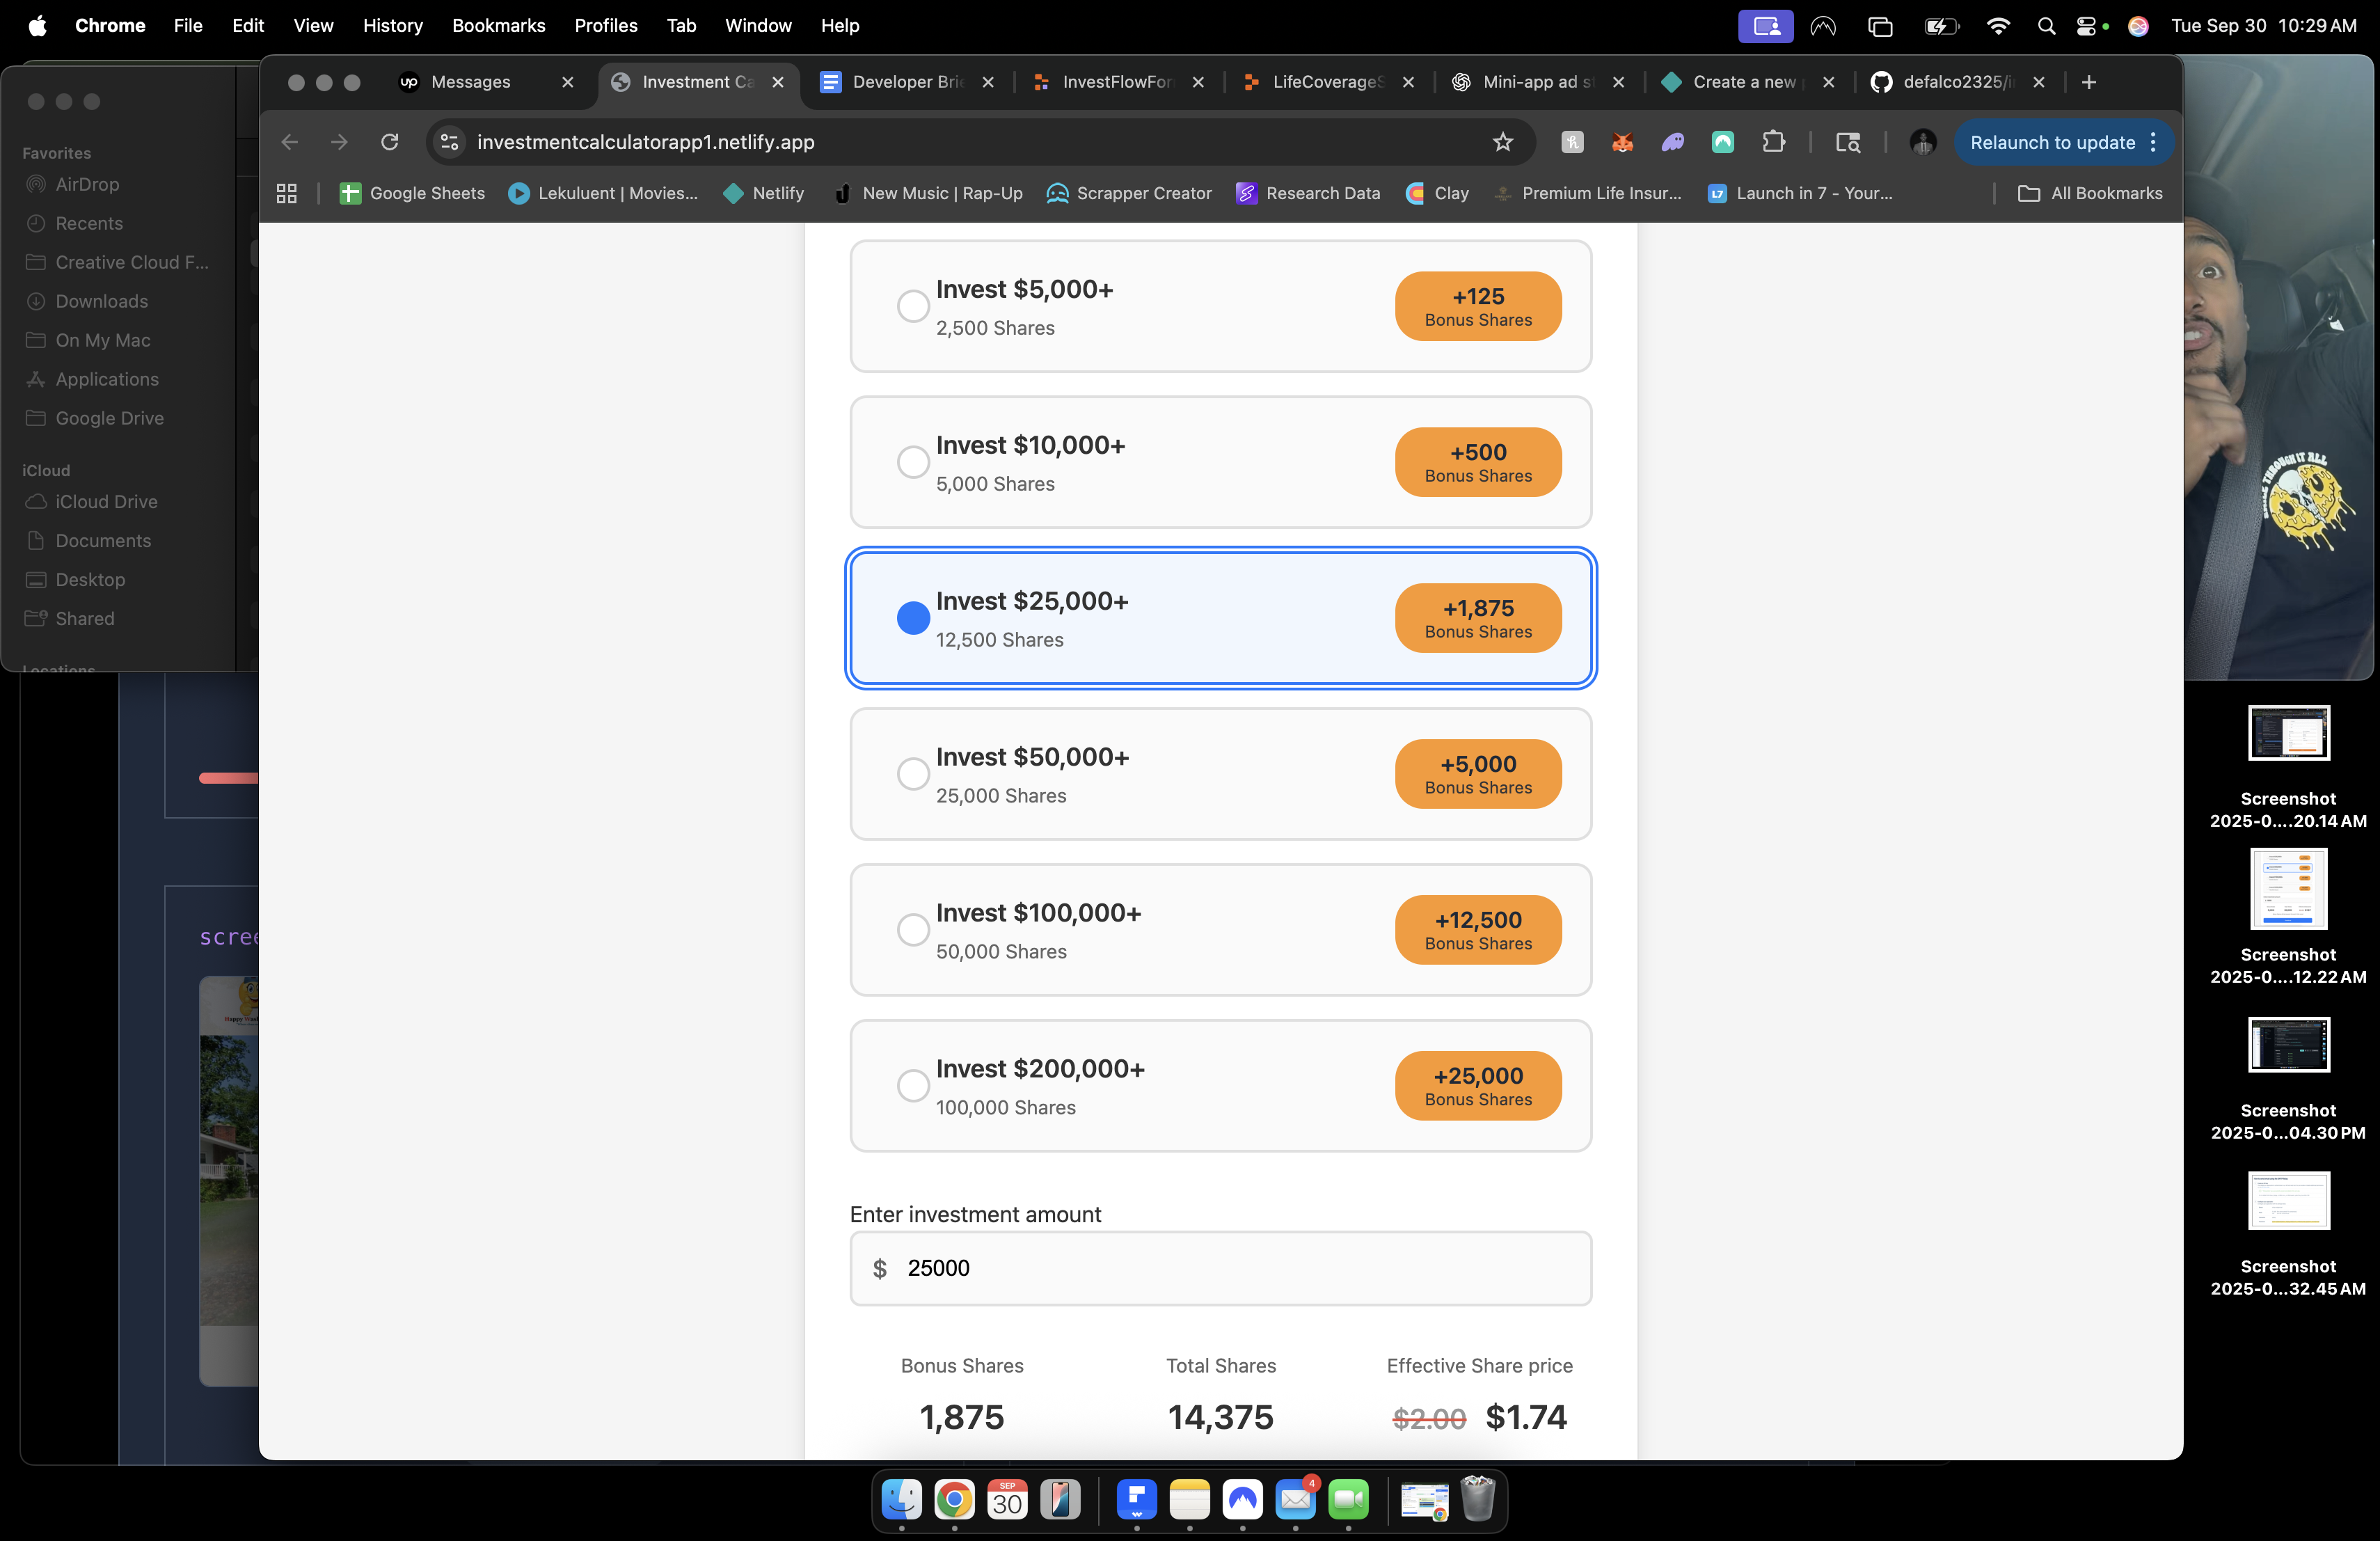 Chrome File Edit View History Bookmarks Profiles Tab Window Help
Tue Sep 30 10:29 AM
Messages
Investment Ca
Developer Brie
InvestFlowFor
LifeCoverageS
Mini-app ad s
Create a new
defalco2325/i
investmentcalculatorapp1.netlify.app
Relaunch to update
Google Sheets
Lekuluent | Movies...
Netlify
New Music | Rap-Up
Scrapper Creator
Research Data
Clay
Premium Life Insur...
Launch in 7 - Your...
All Bookmarks
Favorites
AirDrop
Recents
Creative Cloud F...
Downloads
On My Mac
Applications
Google Drive
iCloud
iCloud Drive
Documents
Desktop
Shared
Locations
scree
Invest $5,000+
2,500 Shares
+125
Bonus Shares
Invest $10,000+
5,000 Shares
+500
Bonus Shares
Invest $25,000+
12,500 Shares
+1,875
Bonus Shares
Invest $50,000+
25,000 Shares
+5,000
Bonus Shares
Invest $100,000+
50,000 Shares
+12,500
Bonus Shares
Invest $200,000+
100,000 Shares
+25,000
Bonus Shares
Enter investment amount
$ 25000
Bonus Shares
1,875
Total Shares
14,375
Effective Share price
$2.00 $1.74
THROUGH IT ALL
Screenshot
2025-0....20.14 AM
Screenshot
2025-0....12.22 AM
Screenshot
2025-0...04.30 PM
Screenshot
2025-0...32.45 AM
SEP
30
4